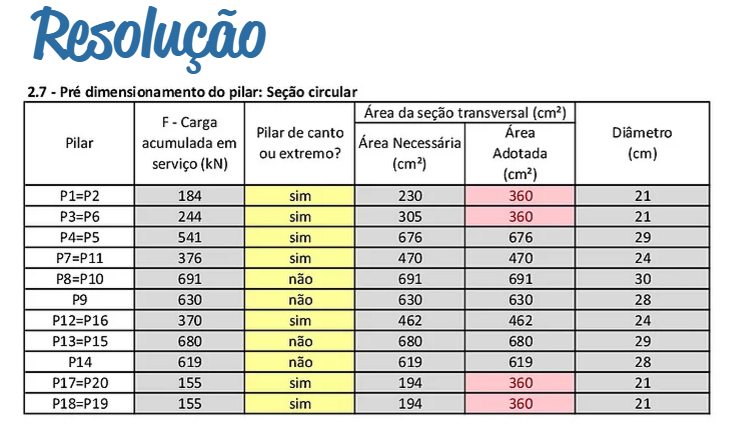 Resolução
2.7 - Pré dimensionamento do pilar: Seção circular
Pilar F - Carga acumulada em serviço (kN) Pilar de canto ou extremo? Área da seção transversal (cm²) Área Necessária (cm²) Área Adotada (cm²) Diâmetro (cm)
P1=P2 184 sim 230 360 21
P3=P6 244 sim 305 360 21
P4=P5 541 sim 676 676 29
P7=P11 376 sim 470 470 24
P8=P10 691 não 691 691 30
P9 630 não 630 630 28
P12=P16 370 sim 462 462 24
P13=P15 680 não 680 680 29
P14 619 não 619 619 28
P17=P20 155 sim 194 360 21
P18=P19 155 sim 194 360 21